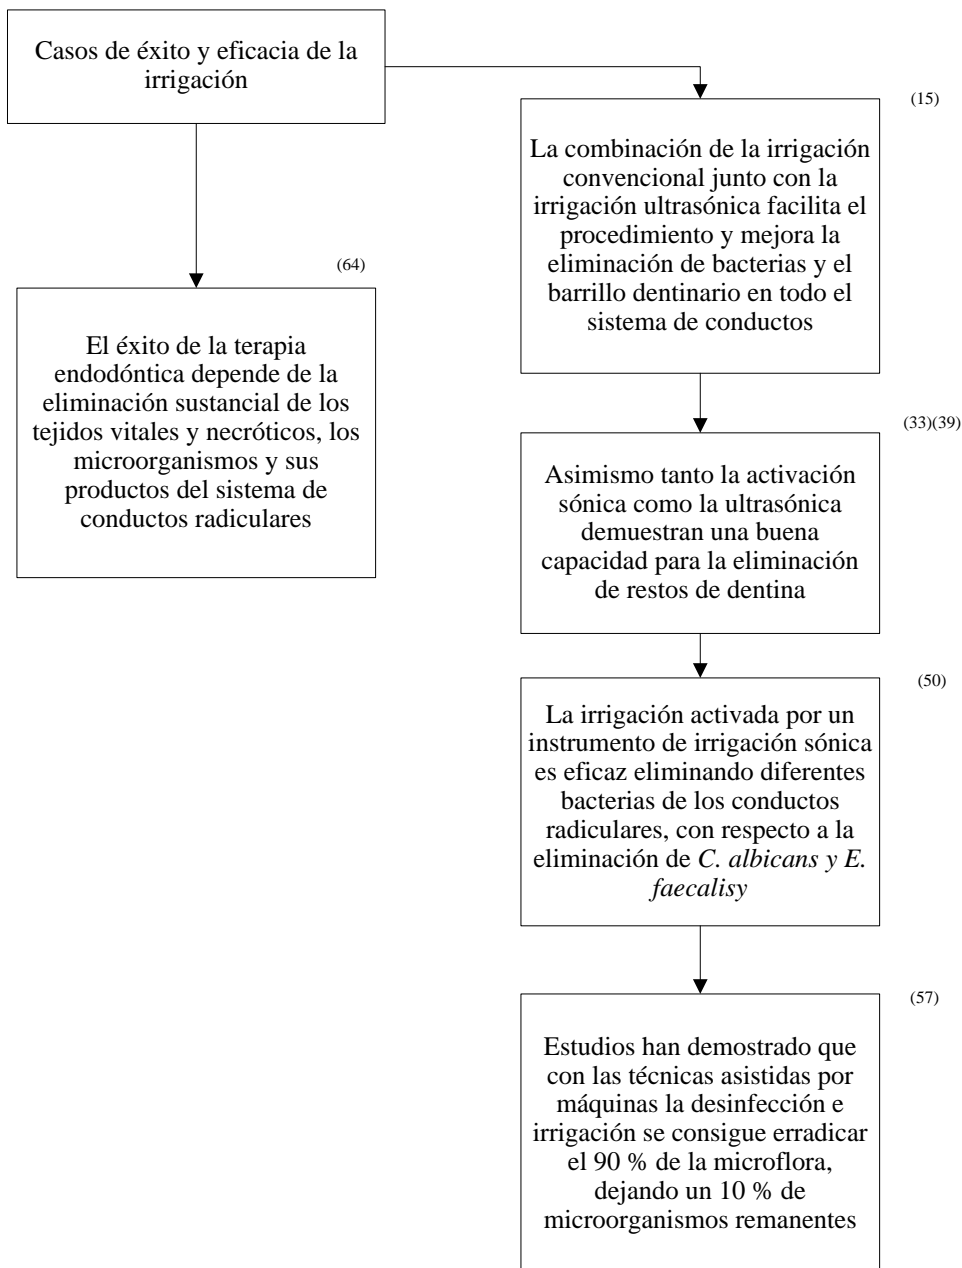 Casos de éxito y eficacia de la
irrigación
(64)
El éxito de la terapia
endodóntica depende de la
eliminación sustancial de los
tejidos vitales y necróticos, los
microorganismos y sus
productos del sistema de
conductos radiculares
(15)
La combinación de la irrigación
convencional junto con la
irrigación ultrasónica facilita el
procedimiento y mejora la
eliminación de bacterias y el
barrillo dentinario en todo el
sistema de conductos
(33)(39)
Asimismo tanto la activación
sónica como la ultrasónica
demuestran una buena
capacidad para la eliminación
de restos de dentina
(50)
La irrigación activada por un
instrumento de irrigación sónica
es eficaz eliminando diferentes
bacterias de los conductos
radiculares, con respecto a la
eliminación de C. albicans y E.
faecalisy
(57)
Estudios han demostrado que
con las técnicas asistidas por
máquinas la desinfección e
irrigación se consigue erradicar
el 90 % de la microflora,
dejando un 10 % de
microorganismos remanentes